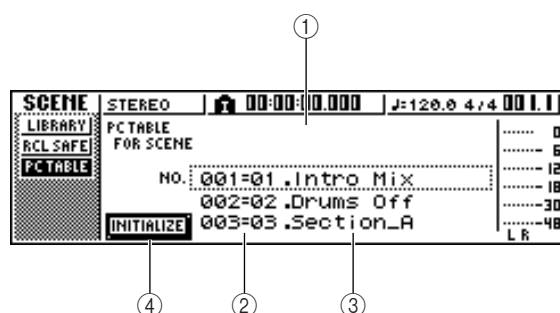 ①
SCENE STEREO 00:00:00.000 ♩=120.0 4/4 001.1
LIBRARY PC TABLE
RCL SAFE FOR SCENE
PC TABLE
NO. 001=01.Intro Mix
002=02.Drums Off
INITIALIZE 003=03.Section_A
0
6
12
18
30
48
L R
④ ② ③